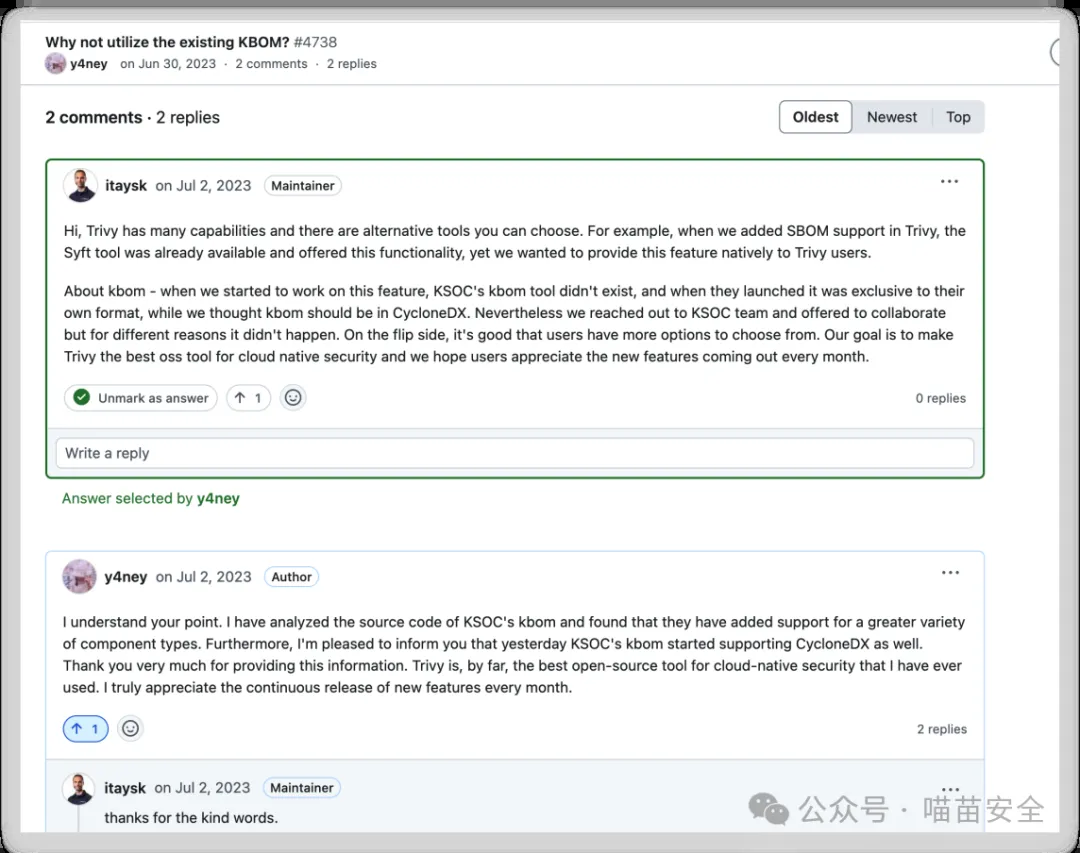 Why not utilize the existing KBOM? #4738
y4ney on Jun 30, 2023 · 2 comments · 2 replies
2 comments · 2 replies
Oldest Newest Top
itaysk on Jul 2, 2023 Maintainer
Hi, Trivy has many capabilities and there are alternative tools you can choose. For example, when we added SBOM support in Trivy, the
Syft tool was already available and offered this functionality, yet we wanted to provide this feature natively to Trivy users.
About kbom - when we started to work on this feature, KSOC's kbom tool didn't exist, and when they launched it was exclusive to their
own format, while we thought kbom should be in CycloneDX. Nevertheless we reached out to KSOC team and offered to collaborate
but for different reasons it didn't happen. On the flip side, it's good that users have more options to choose from. Our goal is to make
Trivy the best oss tool for cloud native security and we hope users appreciate the new features coming out every month.
Unmark as answer 1 0 replies
Write a reply
Answer selected by y4ney
y4ney on Jul 2, 2023 Author
I understand your point. I have analyzed the source code of KSOC's kbom and found that they have added support for a greater variety
of component types. Furthermore, I'm pleased to inform you that yesterday KSOC's kbom started supporting CycloneDX as well.
Thank you very much for providing this information. Trivy is, by far, the best open-source tool for cloud-native security that I have ever
used. I truly appreciate the continuous release of new features every month.
1 2 replies
itaysk on Jul 2, 2023 Maintainer
thanks for the kind words.
公众号 · 喵苗安全